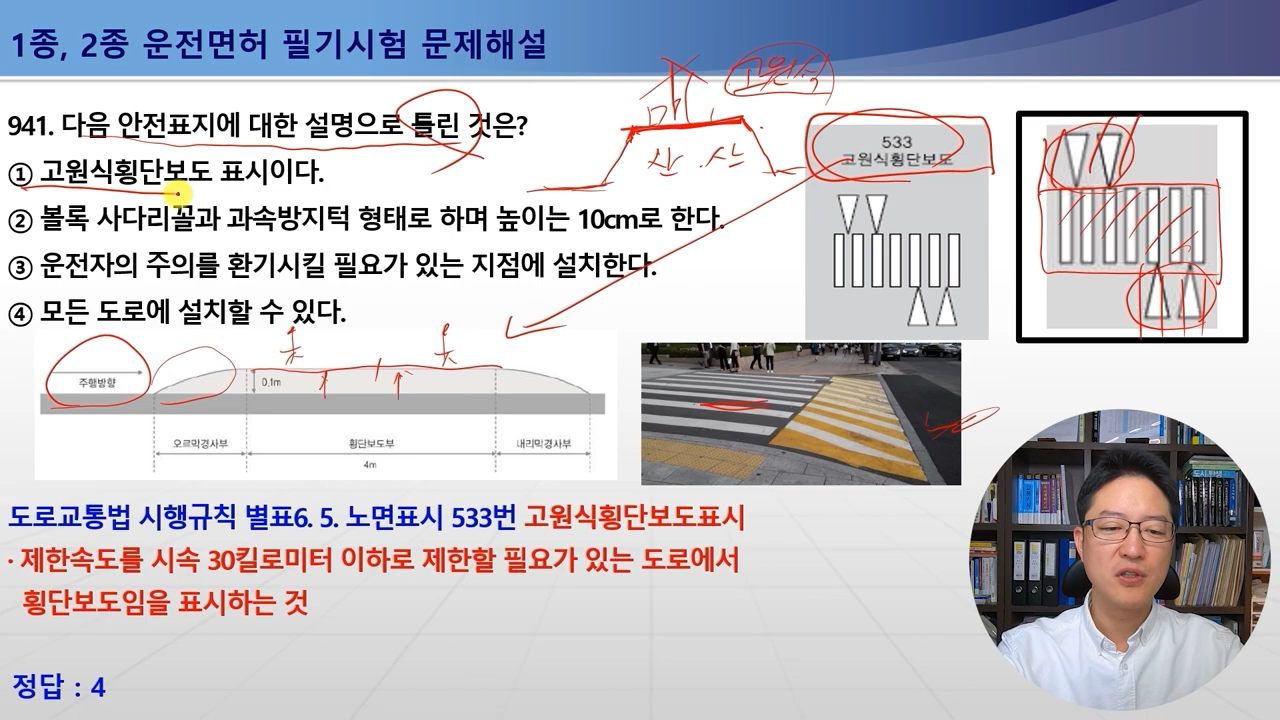 1종, 2종 운전면허 필기시험 문제해설
고원식
산 . 산
941. 다음 안전표지에 대한 설명으로 틀린 것은?
① 고원식횡단보도 표시이다.
② 볼록 사다리꼴과 과속방지턱 형태로 하며 높이는 10cm로 한다.
③ 운전자의 주의를 환기시킬 필요가 있는 지점에 설치한다.
④ 모든 도로에 설치할 수 있다.
533
고원식횡단보도
주행방향
0.1m
오르막경사부 횡단보도부 내리막경사부
4m
도로교통법 시행규칙 별표6. 5. 노면표시 533번 고원식횡단보도표시
· 제한속도를 시속 30킬로미터 이하로 제한할 필요가 있는 도로에서
횡단보도임을 표시하는 것
정답 : 4